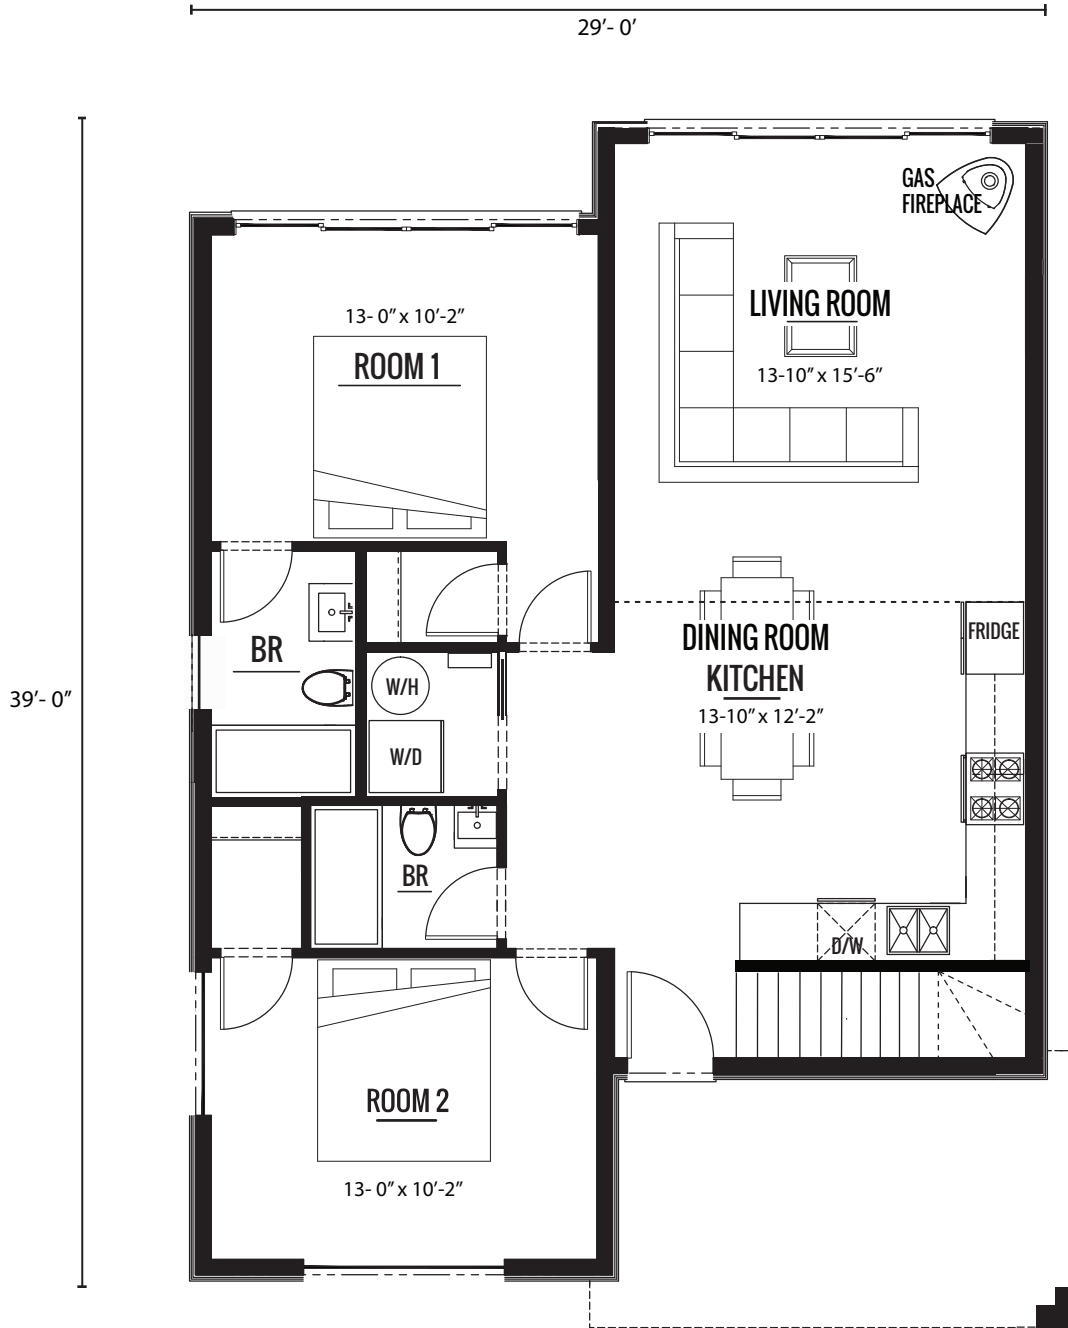 29'- 0'
GAS
FIREPLACE
LIVING ROOM
13-10" x 15'-6"
13- 0" x 10'-2"
ROOM 1
BR
W/H
W/D
DINING ROOM
KITCHEN
13-10" x 12'-2"
FRIDGE
39'- 0"
BR
D/W
ROOM 2
13- 0" x 10'-2"